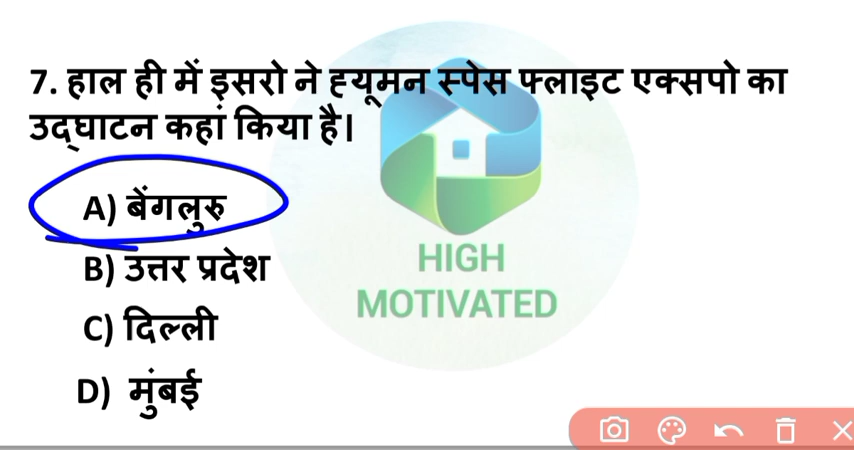 7. हाल ही में इसरो ने ह्यूमन स्पेस फ्लाइट एक्सपो का
उद्घाटन कहां किया है।
A) बेंगलुरु
B) उत्तर प्रदेश
C) दिल्ली
D) मुंबई
HIGH
MOTIVATED